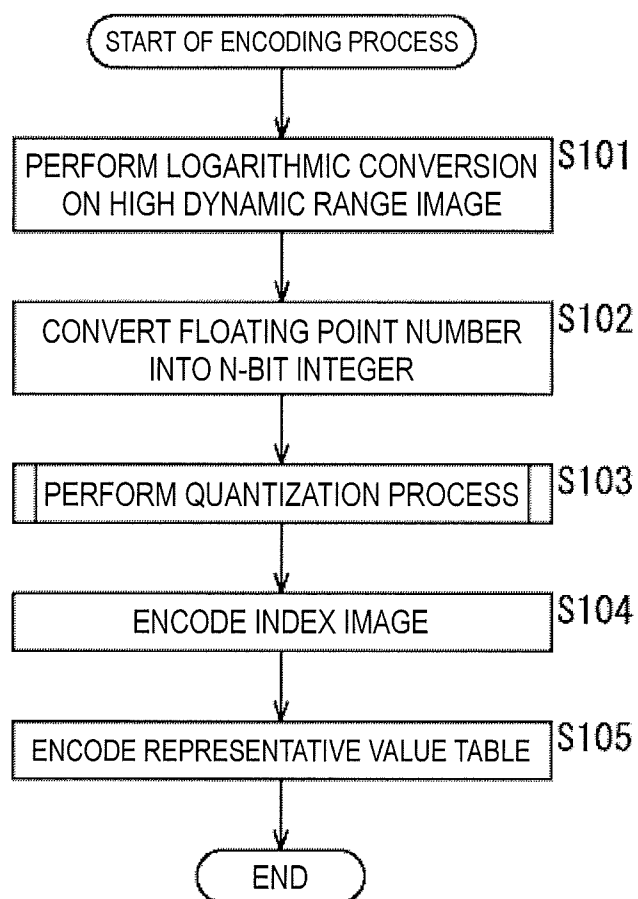 START OF ENCODING PROCESS
PERFORM LOGARITHMIC CONVERSION
ON HIGH DYNAMIC RANGE IMAGE
S101
CONVERT FLOATING POINT NUMBER
INTO N-BIT INTEGER
S102
PERFORM QUANTIZATION PROCESS
S103
ENCODE INDEX IMAGE
S104
ENCODE REPRESENTATIVE VALUE TABLE
S105
END